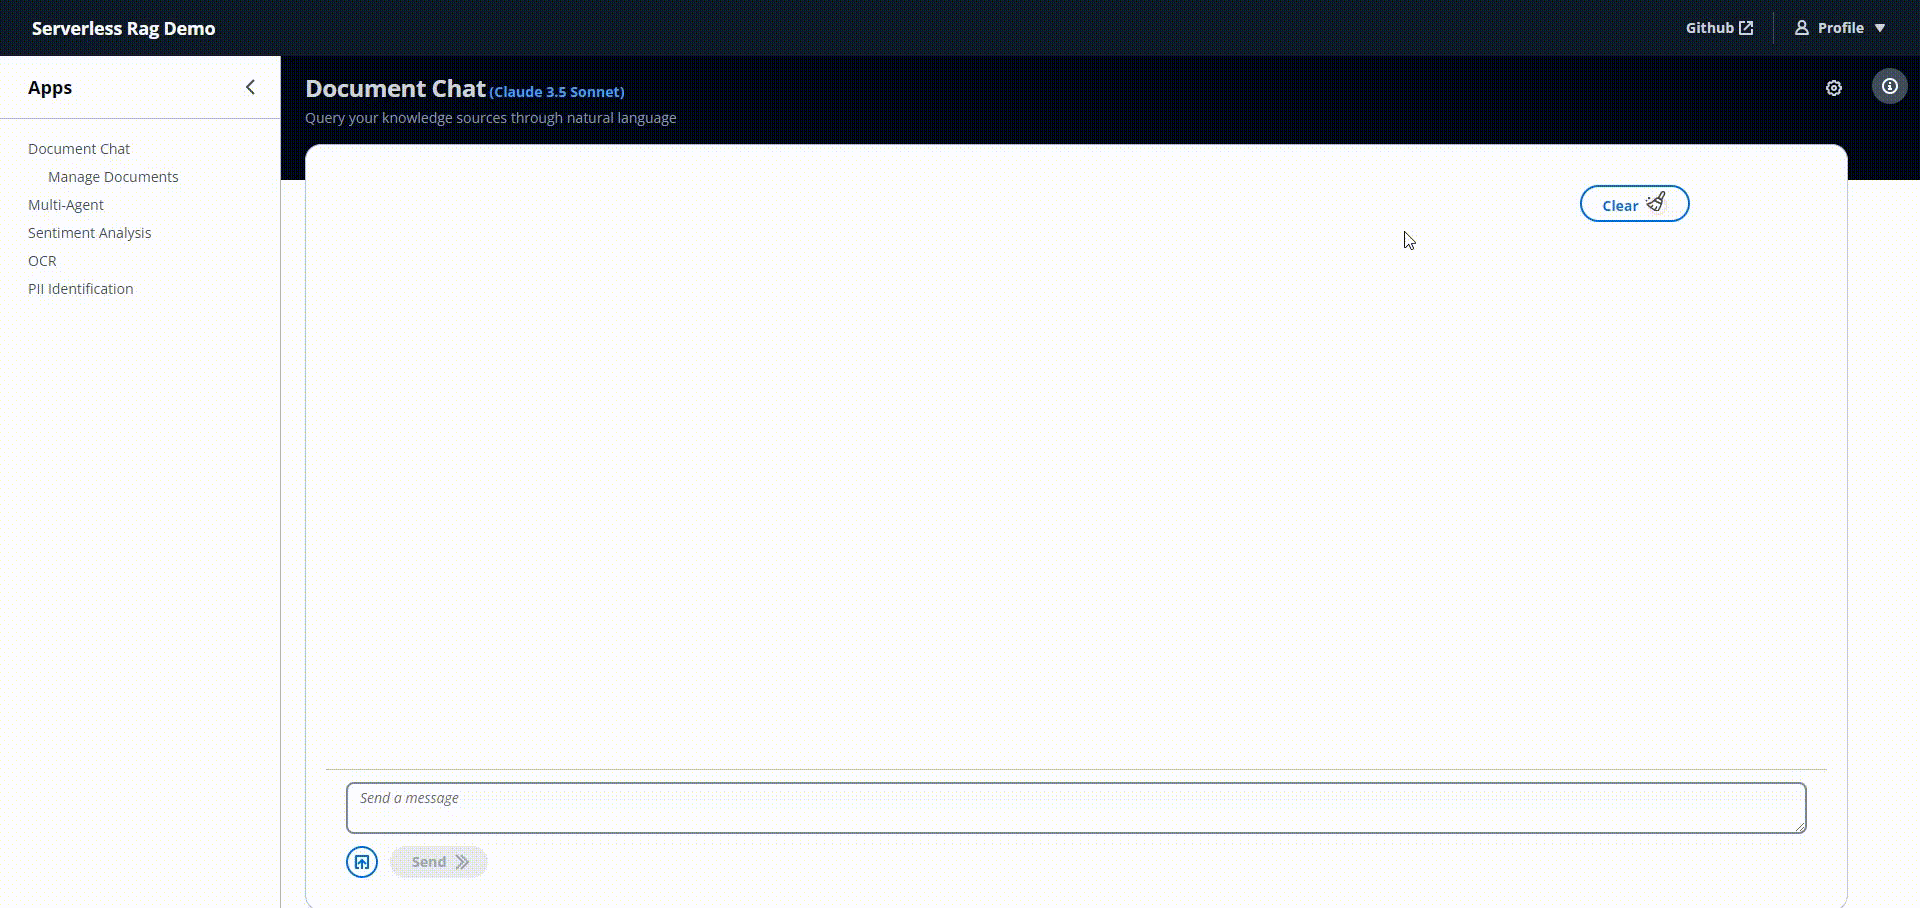 Serverless Rag Demo
Github
Profile
Apps
Document Chat
Manage Documents
Multi-Agent
Sentiment Analysis
OCR
PII Identification
Document Chat (Claude 3.5 Sonnet)
Query your knowledge sources through natural language
Clear
Send a message
Send